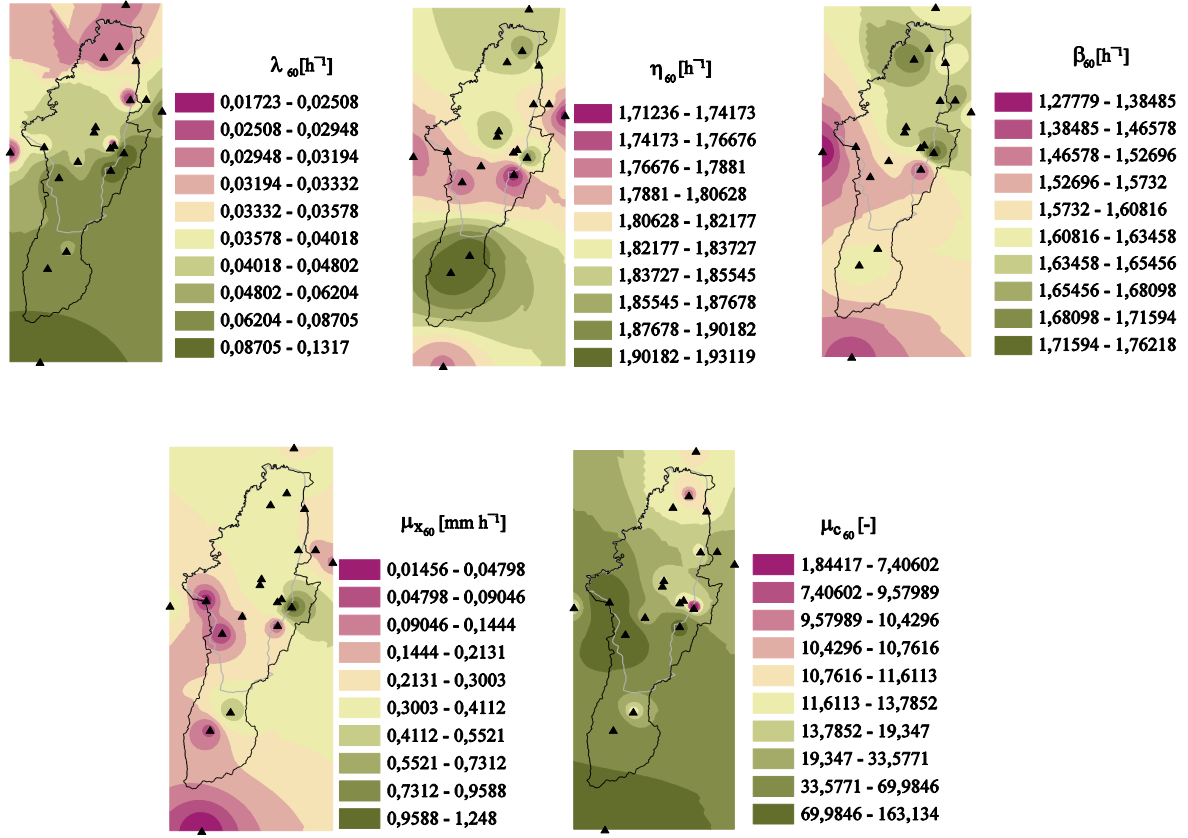 λ60[h⁻¹]
0,01723 - 0,02508
0,02508 - 0,02948
0,02948 - 0,03194
0,03194 - 0,03332
0,03332 - 0,03578
0,03578 - 0,04018
0,04018 - 0,04802
0,04802 - 0,06204
0,06204 - 0,08705
0,08705 - 0,1317
η60[h⁻¹]
1,71236 - 1,74173
1,74173 - 1,76676
1,76676 - 1,7881
1,7881 - 1,80628
1,80628 - 1,82177
1,82177 - 1,83727
1,83727 - 1,85545
1,85545 - 1,87678
1,87678 - 1,90182
1,90182 - 1,93119
β60[h⁻¹]
1,27779 - 1,38485
1,38485 - 1,46578
1,46578 - 1,52696
1,52696 - 1,5732
1,5732 - 1,60816
1,60816 - 1,63458
1,63458 - 1,65456
1,65456 - 1,68098
1,68098 - 1,71594
1,71594 - 1,76218
μX60 [mm h⁻¹]
0,01456 - 0,04798
0,04798 - 0,09046
0,09046 - 0,1444
0,1444 - 0,2131
0,2131 - 0,3003
0,3003 - 0,4112
0,4112 - 0,5521
0,5521 - 0,7312
0,7312 - 0,9588
0,9588 - 1,248
μC60 [-]
1,84417 - 7,40602
7,40602 - 9,57989
9,57989 - 10,4296
10,4296 - 10,7616
10,7616 - 11,6113
11,6113 - 13,7852
13,7852 - 19,347
19,347 - 33,5771
33,5771 - 69,9846
69,9846 - 163,134